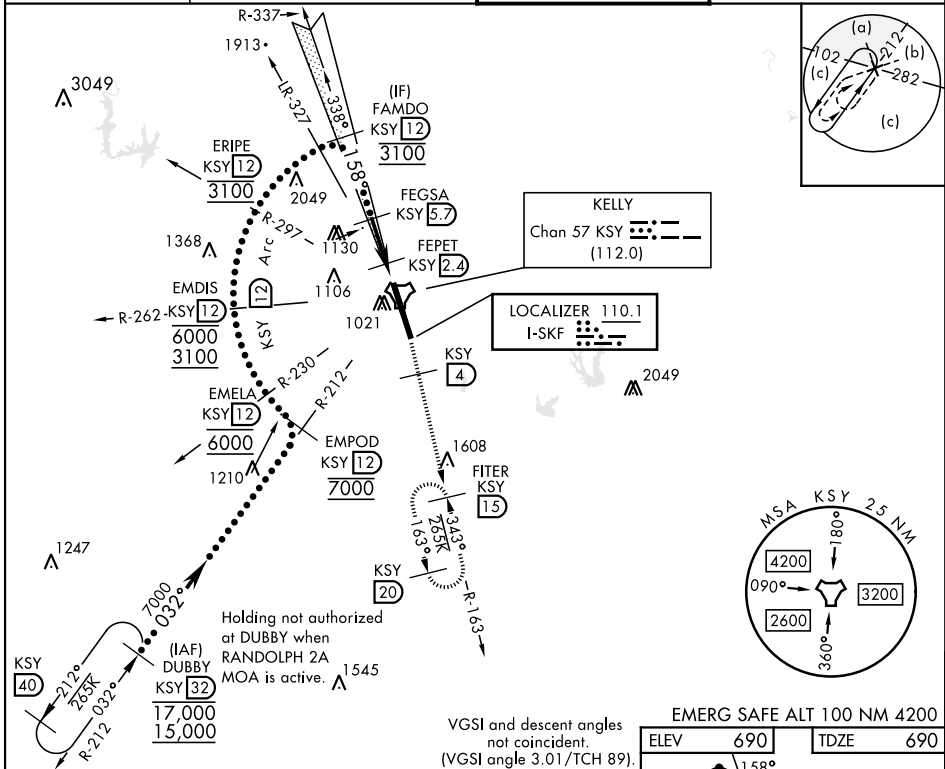 R-337
1913
3049
LR-327
338°
158°
(IF)
FAMDO
KSY 12
3100
ERIPE
KSY 12
3100
2049
R-297
1130
FEGSA
KSY 5.7
FEPET
KSY 2.4
1368
1106
1021
KSY 12 Arc
EMDIS
KSY 12
R-262
6000
3100
KELLY
Chan 57 KSY
(112.0)
LOCALIZER 110.1
I-SKF
KSY
4
2049
EMELA
KSY 12
6000
R-230
R-212
1210
EMPOD
KSY 12
7000
1608
FITER
KSY
15
343°
265K
163°
KSY
20
R-163
1247
7000
032°
Holding not authorized
at DUBBY when
RANDOLPH 2A
MOA is active.
1545
(IAF)
DUBBY
KSY 32
17,000
15,000
KSY
40
212°
265K
032°
R-212
(a)
212
(b)
102
(c)
282
(c)
MSA KSY 25 NM
180°
4200
090°
3200
2600
360°
VGSI and descent angles
not coincident.
(VGSI angle 3.01/TCH 89).
EMERG SAFE ALT 100 NM 4200
ELEV 690
TDZE 690
158°